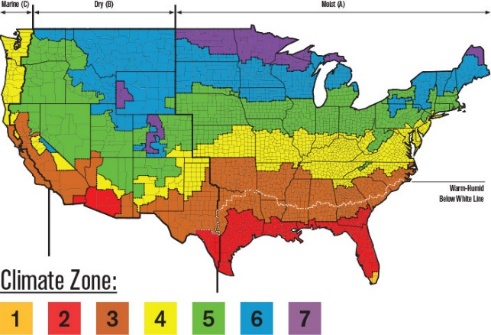 Marine (C) Dry (B) Moist (A)
Warm-Humid
Below White Line
Climate Zone:
1 2 3 4 5 6 7